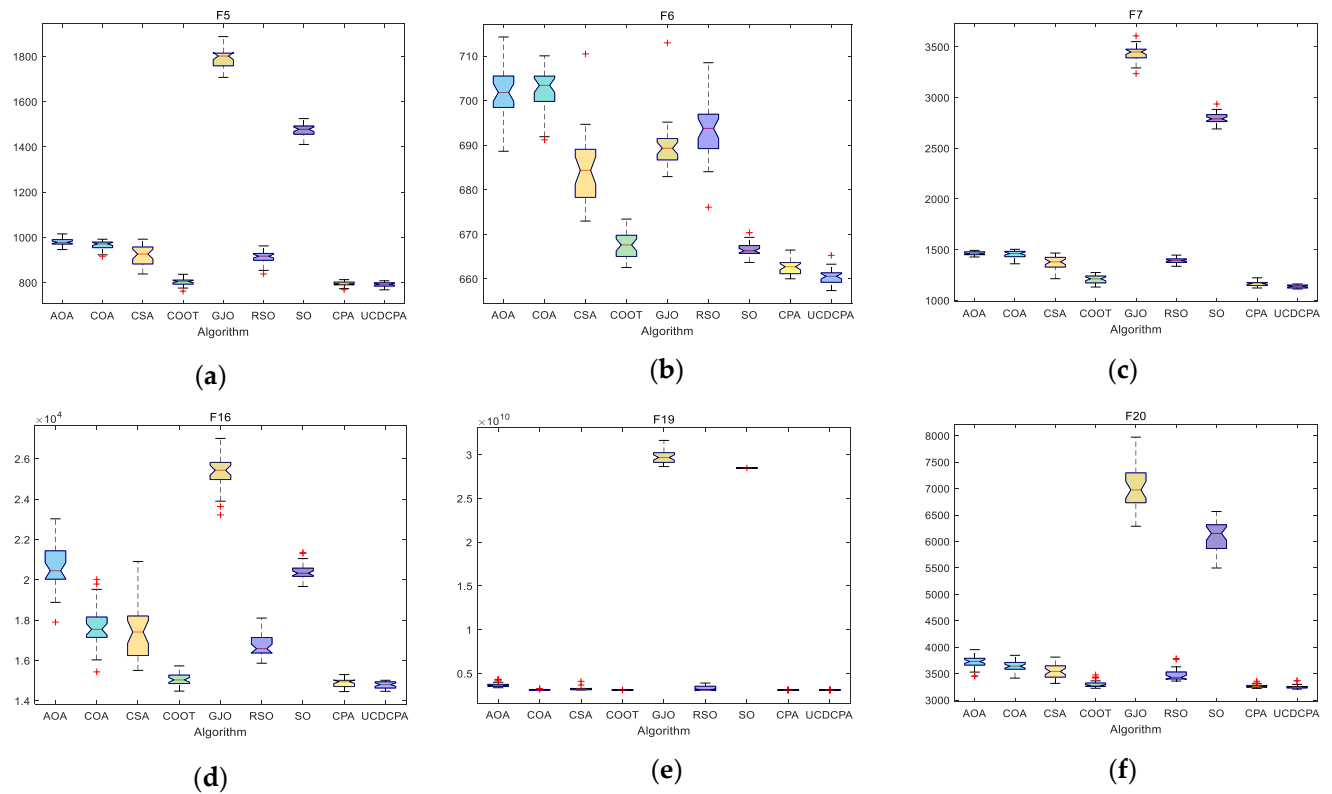 F5
1800
1600
1400
1200
1000
800
AOA COA CSA COOT GJO RSO SO CPA UCDCPA
Algorithm
(a)
F6
710
700
690
680
670
660
AOA COA CSA COOT GJO RSO SO CPA UCDCPA
Algorithm
(b)
F7
3500
3000
2500
2000
1500
1000
AOA COA CSA COOT GJO RSO SO CPA UCDCPA
Algorithm
(c)
×10⁴
F16
2.6
2.4
2.2
2
1.8
1.6
1.4
AOA COA CSA COOT GJO RSO SO CPA UCDCPA
Algorithm
(d)
×10¹⁰
F19
3
2.5
2
1.5
1
0.5
AOA COA CSA COOT GJO RSO SO CPA UCDCPA
Algorithm
(e)
F20
8000
7500
7000
6500
6000
5500
5000
4500
4000
3500
3000
AOA COA CSA COOT GJO RSO SO CPA UCDCPA
Algorithm
(f)